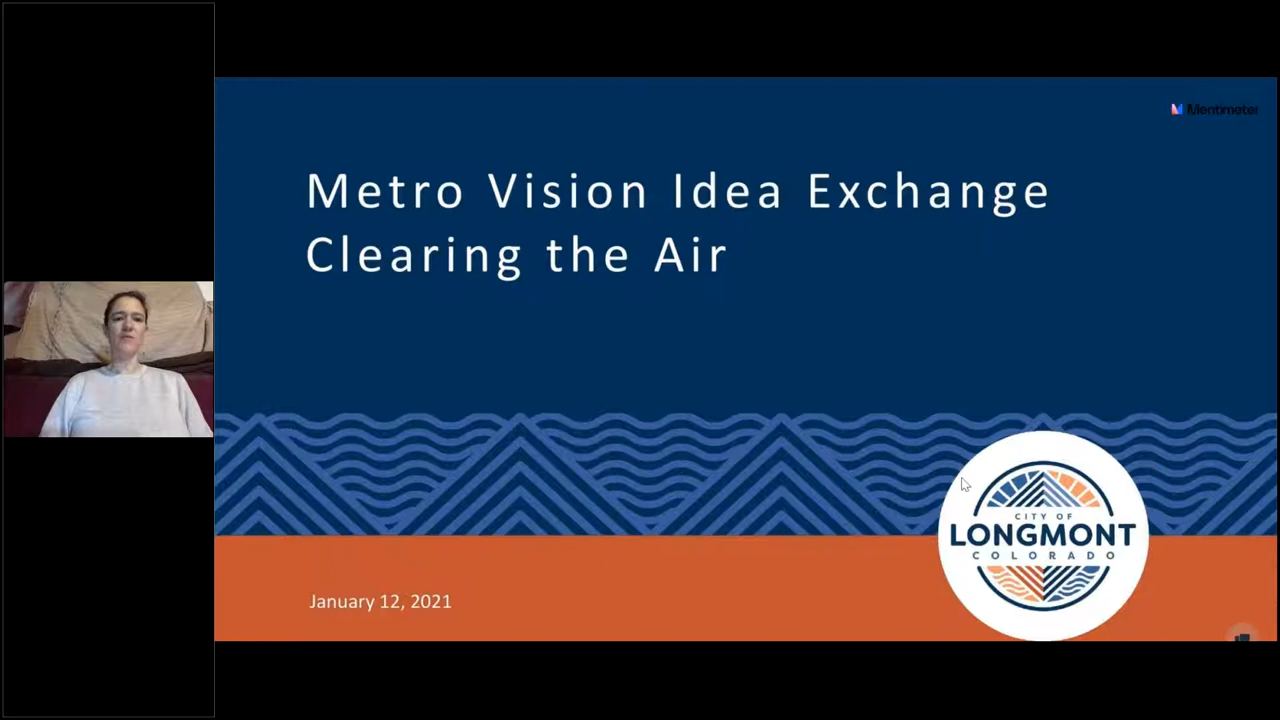 Mentimeter
Metro Vision Idea Exchange
Clearing the Air
CITY OF
LONGMONT
COLORADO
January 12, 2021